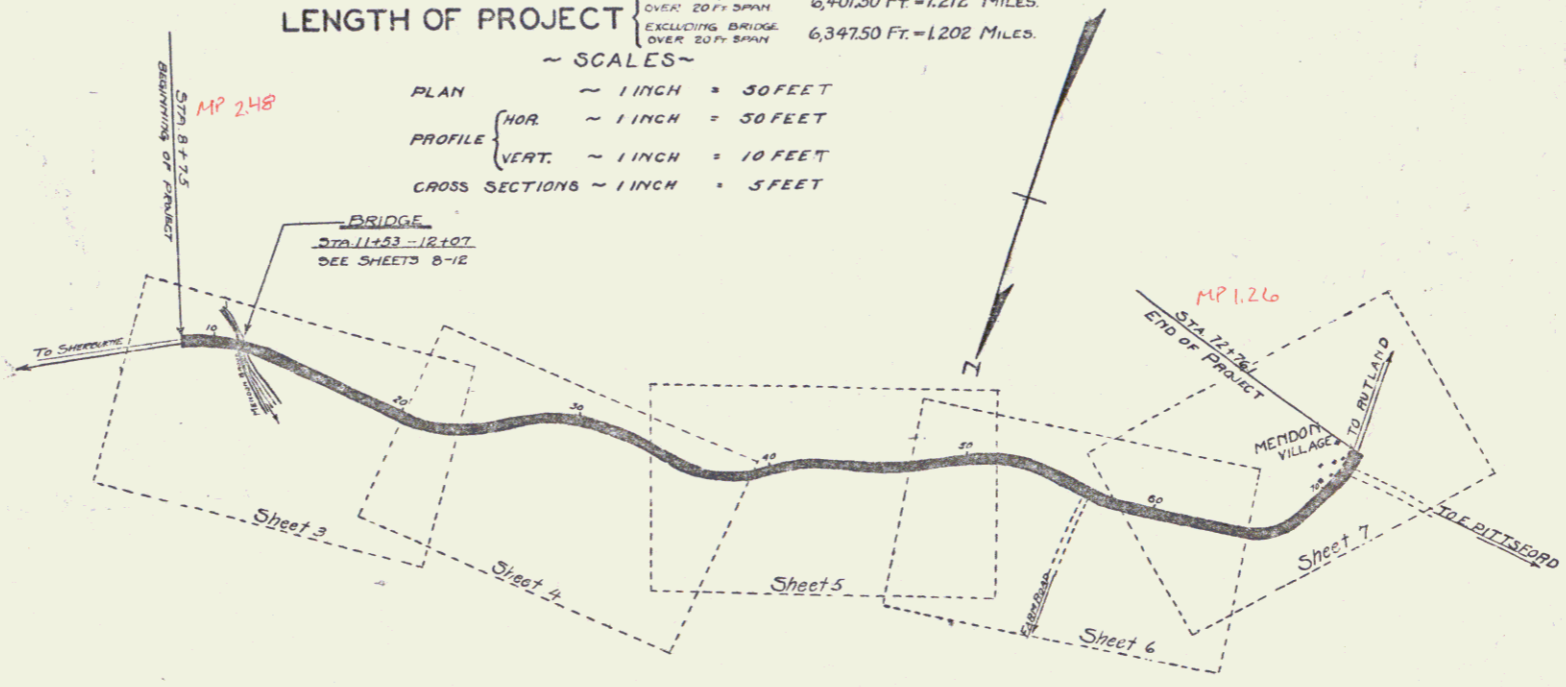 LENGTH OF PROJECT
OVER 20 FT SPAN 6,401.50 FT. = 1.212 MILES.
EXCLUDING BRIDGE
OVER 20 FT SPAN 6,347.50 FT. = 1.202 MILES.
~ SCALES ~
PLAN ~ 1 INCH = 50 FEET
PROFILE
HOR. ~ 1 INCH = 50 FEET
VERT. ~ 1 INCH = 10 FEET
CROSS SECTIONS ~ 1 INCH = 5 FEET
STA. 8+75
BEGINNING OF PROJECT
MP 2.48
BRIDGE
STA. 11+53 - 12+07
SEE SHEETS 8-12
TO SHERBURNE
10
MENDON
20
30
40
50
60
70
Sheet 3
Sheet 4
Sheet 5
Sheet 6
Sheet 7
FARM ROAD
MP 1.26
STA. 72+76
END OF PROJECT
MENDON
VILLAGE
TO RUTLAND
TO E. PITTSFORD